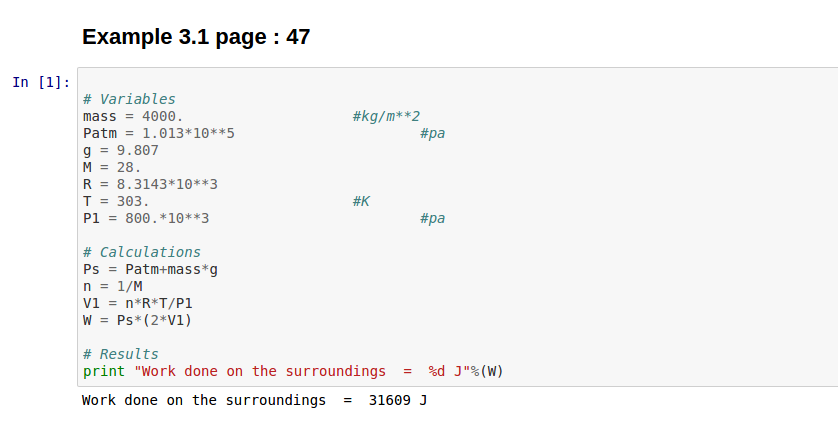 Example 3.1 page : 47
In [1]:
# Variables
mass = 4000. #kg/m**2
Patm = 1.013*10**5 #pa
g = 9.807
M = 28.
R = 8.3143*10**3
T = 303. #K
P1 = 800.*10**3 #pa
# Calculations
Ps = Patm+mass*g
n = 1/M
V1 = n*R*T/P1
W = Ps*(2*V1)
# Results
print "Work done on the surroundings  =  %d J"%(W)
Work done on the surroundings  =  31609 J